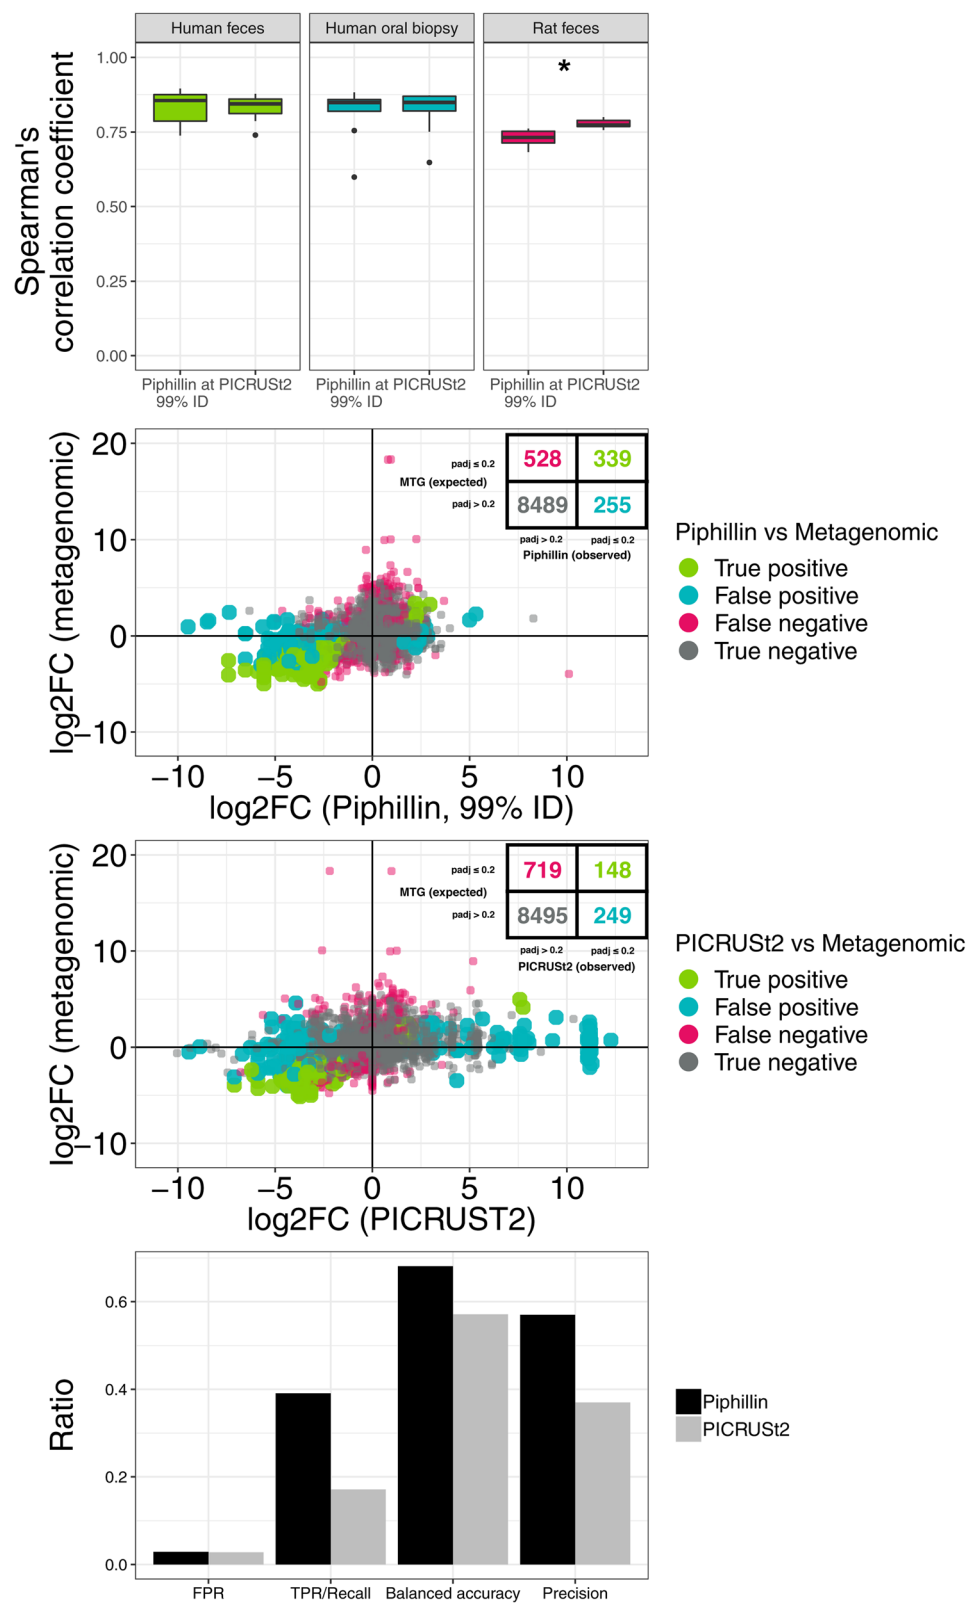 Human feces
Human oral biopsy
Rat feces
Spearman's
correlation coefficient
1.00
0.75
0.50
0.25
0.00
*
Piphillin at
99% ID
PICRUSt2
Piphillin at
99% ID
PICRUSt2
Piphillin at
99% ID
PICRUSt2
log2FC (metagenomic)
20
10
0
−10
padj ≤ 0.2
MTG (expected)
padj > 0.2
528 339
8489 255
padj > 0.2 padj ≤ 0.2
Piphillin (observed)
−10 −5 0 5 10
log2FC (Piphillin, 99% ID)
Piphillin vs Metagenomic
True positive
False positive
False negative
True negative
log2FC (metagenomic)
20
10
0
−10
padj ≤ 0.2
MTG (expected)
padj > 0.2
719 148
8495 249
padj > 0.2 padj ≤ 0.2
PICRUSt2 (observed)
−10 −5 0 5 10
log2FC (PICRUST2)
PICRUSt2 vs Metagenomic
True positive
False positive
False negative
True negative
Ratio
0.6
0.4
0.2
0.0
FPR
TPR/Recall
Balanced accuracy
Precision
Piphillin
PICRUSt2